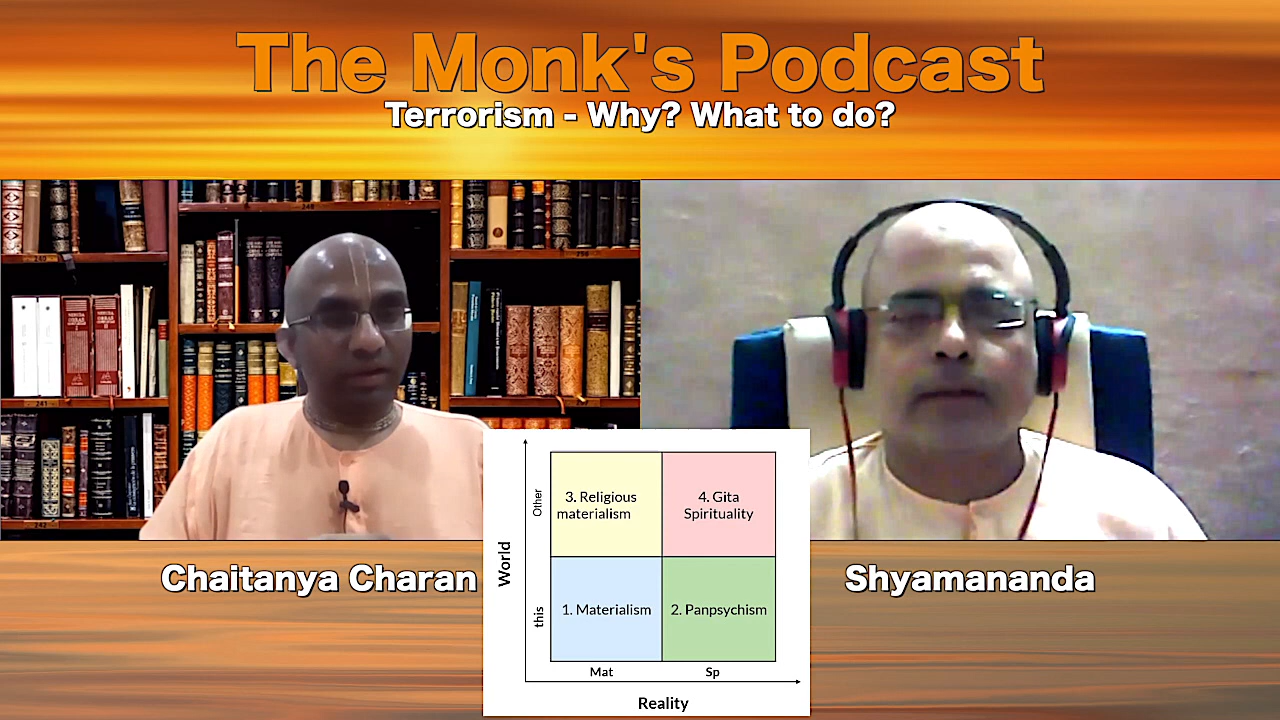 The Monk's Podcast
Terrorism - Why? What to do?
Chaitanya Charan
Shyamananda
World
Other
this
3. Religious
materialism
4. Gita
Spirituality
1. Materialism
2. Panpsychism
Mat
Sp
Reality